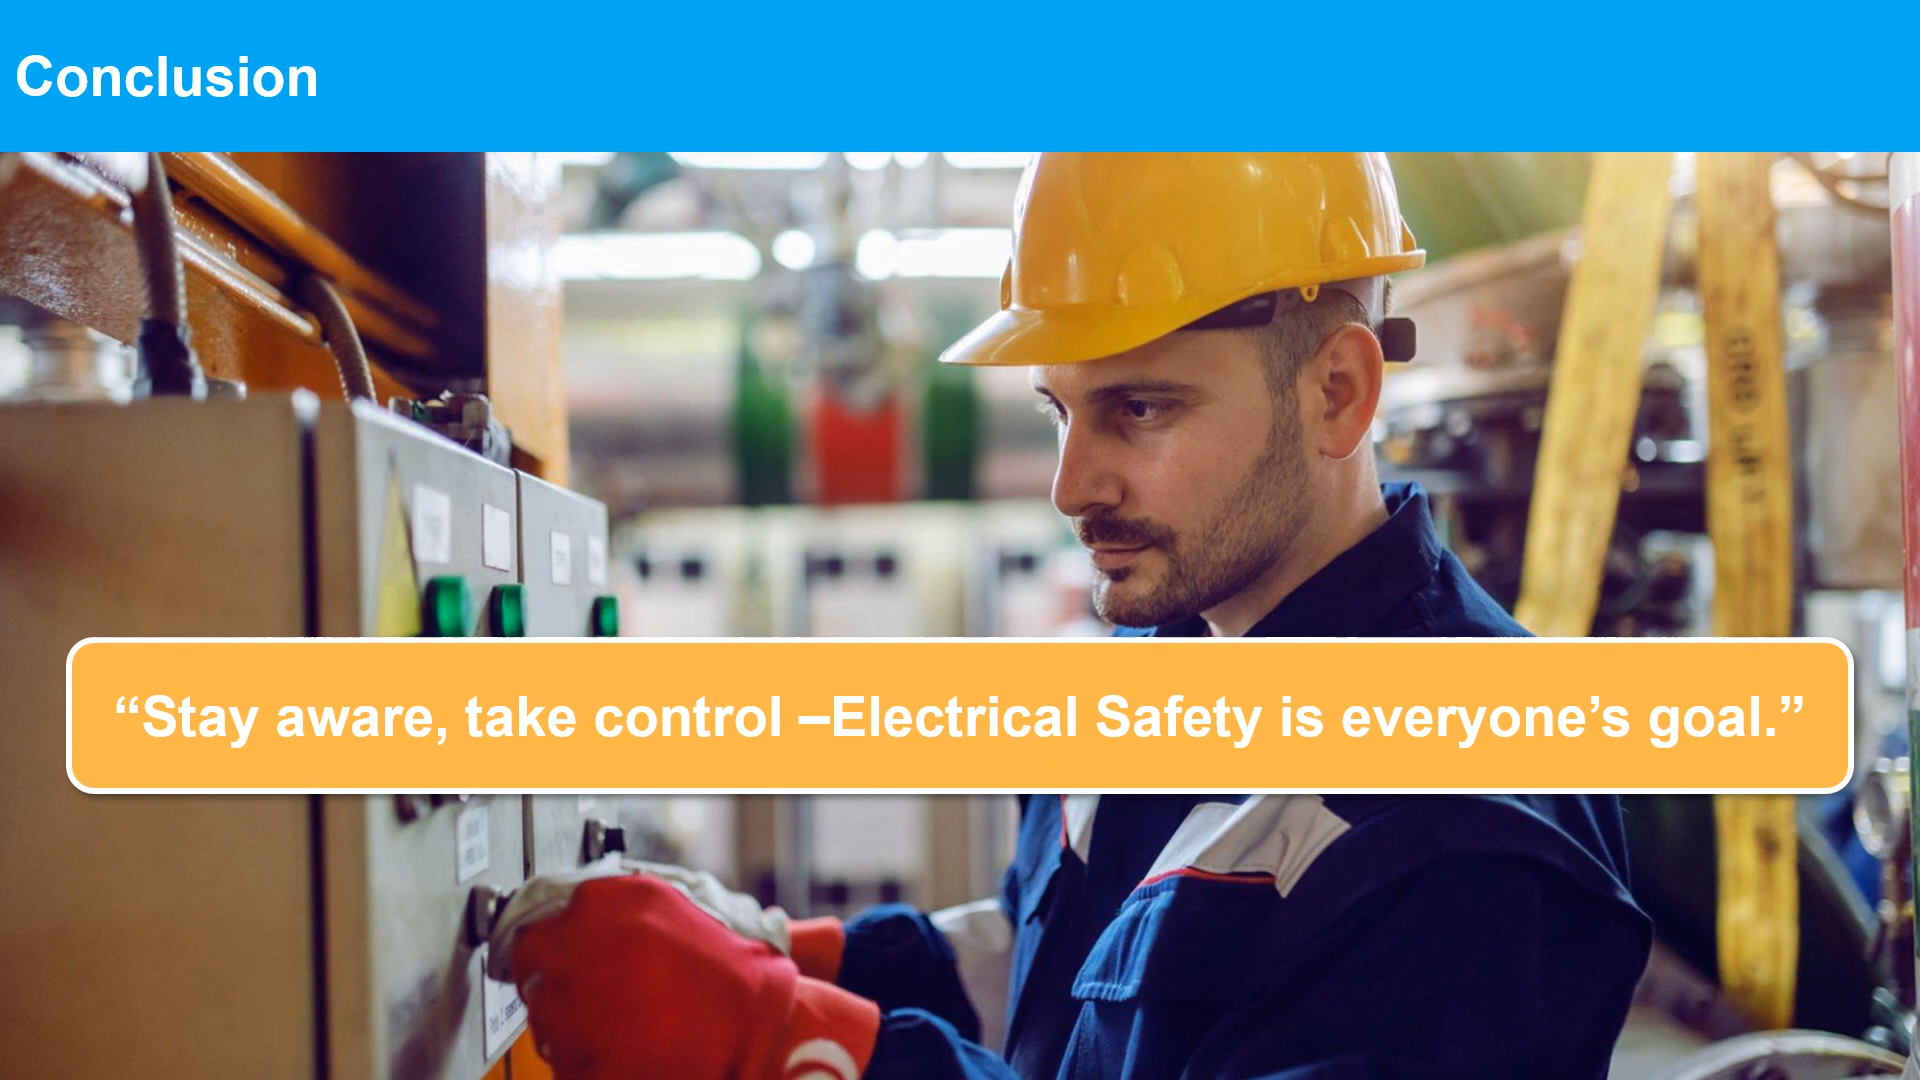 Conclusion
“Stay aware, take control –Electrical Safety is everyone’s goal.”